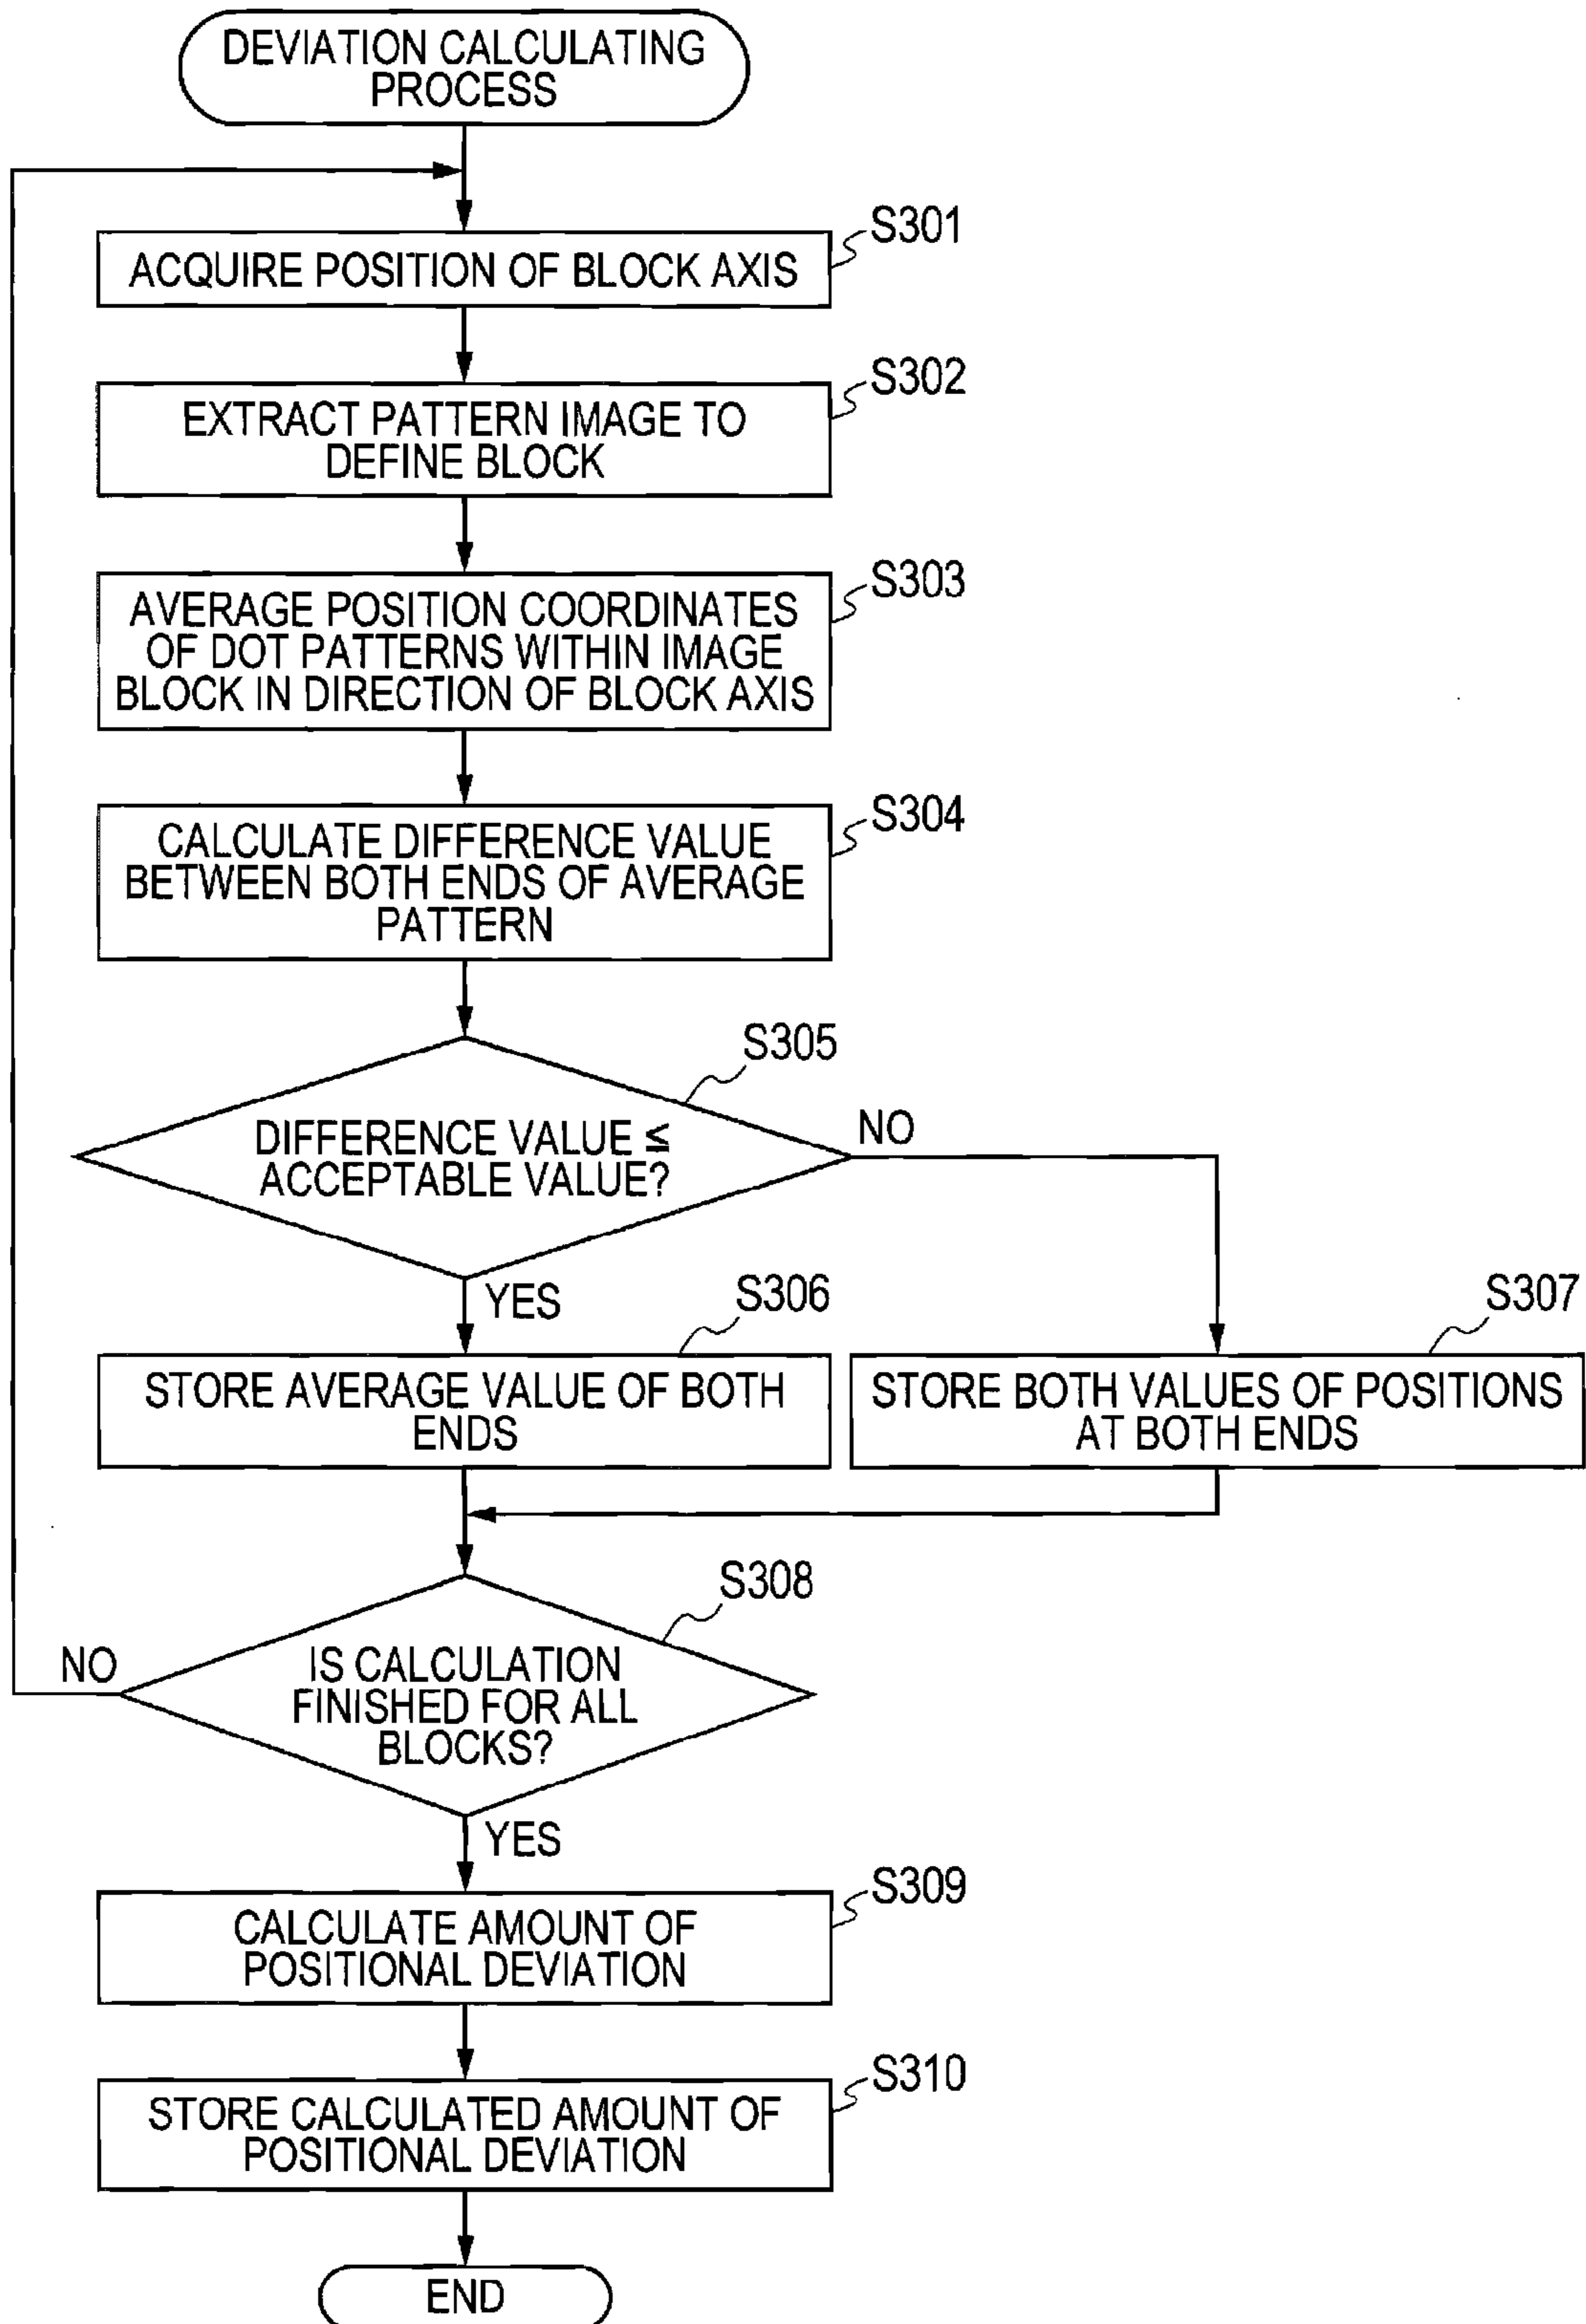 DEVIATION CALCULATING
PROCESS
S301
ACQUIRE POSITION OF BLOCK AXIS
S302
EXTRACT PATTERN IMAGE TO
DEFINE BLOCK
S303
AVERAGE POSITION COORDINATES
OF DOT PATTERNS WITHIN IMAGE
BLOCK IN DIRECTION OF BLOCK AXIS
S304
CALCULATE DIFFERENCE VALUE
BETWEEN BOTH ENDS OF AVERAGE
PATTERN
S305
DIFFERENCE VALUE ≦
ACCEPTABLE VALUE?
NO
YES
S306
STORE AVERAGE VALUE OF BOTH
ENDS
S307
STORE BOTH VALUES OF POSITIONS
AT BOTH ENDS
S308
NO
IS CALCULATION
FINISHED FOR ALL
BLOCKS?
YES
S309
CALCULATE AMOUNT OF
POSITIONAL DEVIATION
S310
STORE CALCULATED AMOUNT OF
POSITIONAL DEVIATION
END